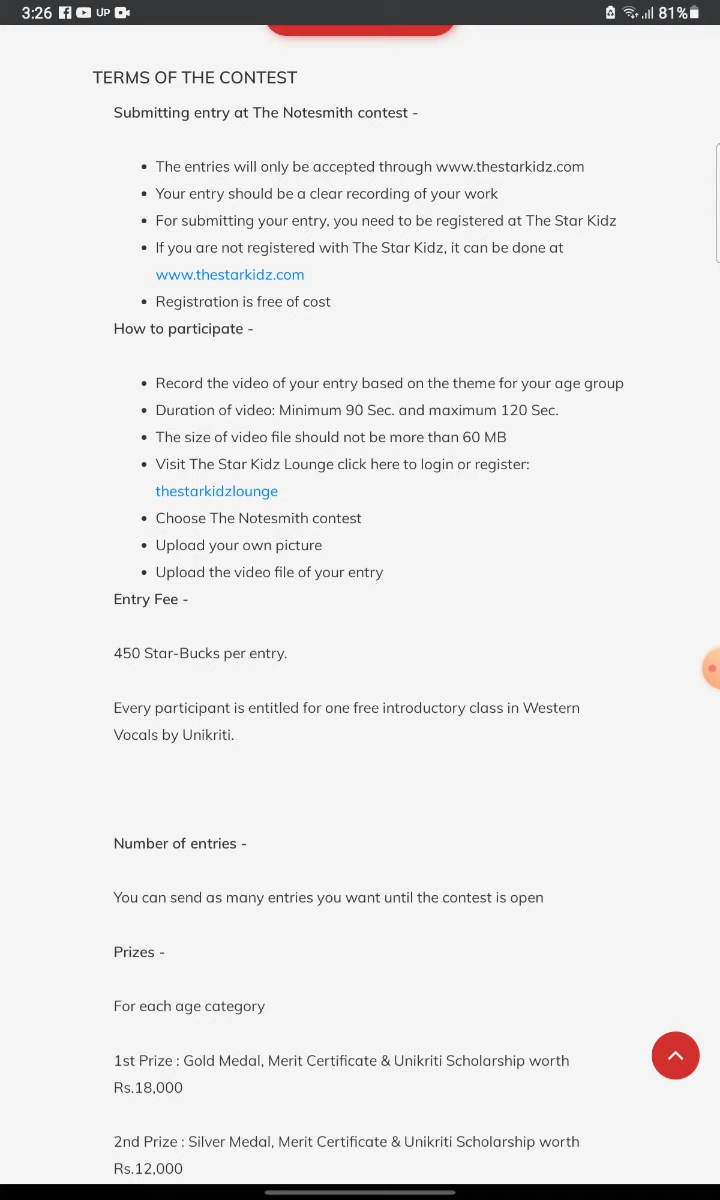 3:26 UP 81%
TERMS OF THE CONTEST
Submitting entry at The Notesmith contest -
• The entries will only be accepted through www.thestarkidz.com
• Your entry should be a clear recording of your work
• For submitting your entry, you need to be registered at The Star Kidz
• If you are not registered with The Star Kidz, it can be done at
www.thestarkidz.com
• Registration is free of cost
How to participate -
• Record the video of your entry based on the theme for your age group
• Duration of video: Minimum 90 Sec. and maximum 120 Sec.
• The size of video file should not be more than 60 MB
• Visit The Star Kidz Lounge click here to login or register:
thestarkidzlounge
• Choose The Notesmith contest
• Upload your own picture
• Upload the video file of your entry
Entry Fee -
450 Star-Bucks per entry.
Every participant is entitled for one free introductory class in Western
Vocals by Unikriti.
Number of entries -
You can send as many entries you want until the contest is open
Prizes -
For each age category
1st Prize : Gold Medal, Merit Certificate & Unikriti Scholarship worth
Rs.18,000
2nd Prize : Silver Medal, Merit Certificate & Unikriti Scholarship worth
Rs.12,000